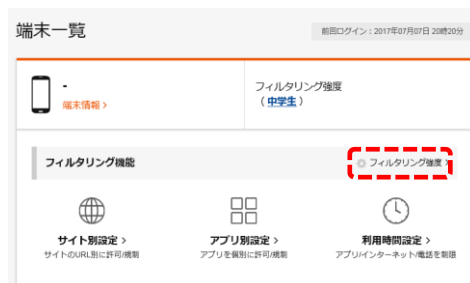 端末一覧
前回ログイン：2017年07月07日 20時20分
-
端末情報 >
フィルタリング強度
（ 中学生 ）
フィルタリング機能
フィルタリング強度 >
サイト別設定 >
サイトのURL別に許可/規制
アプリ別設定 >
アプリを個別に許可/規制
利用時間設定 >
アプリ/インターネット/電話を制限